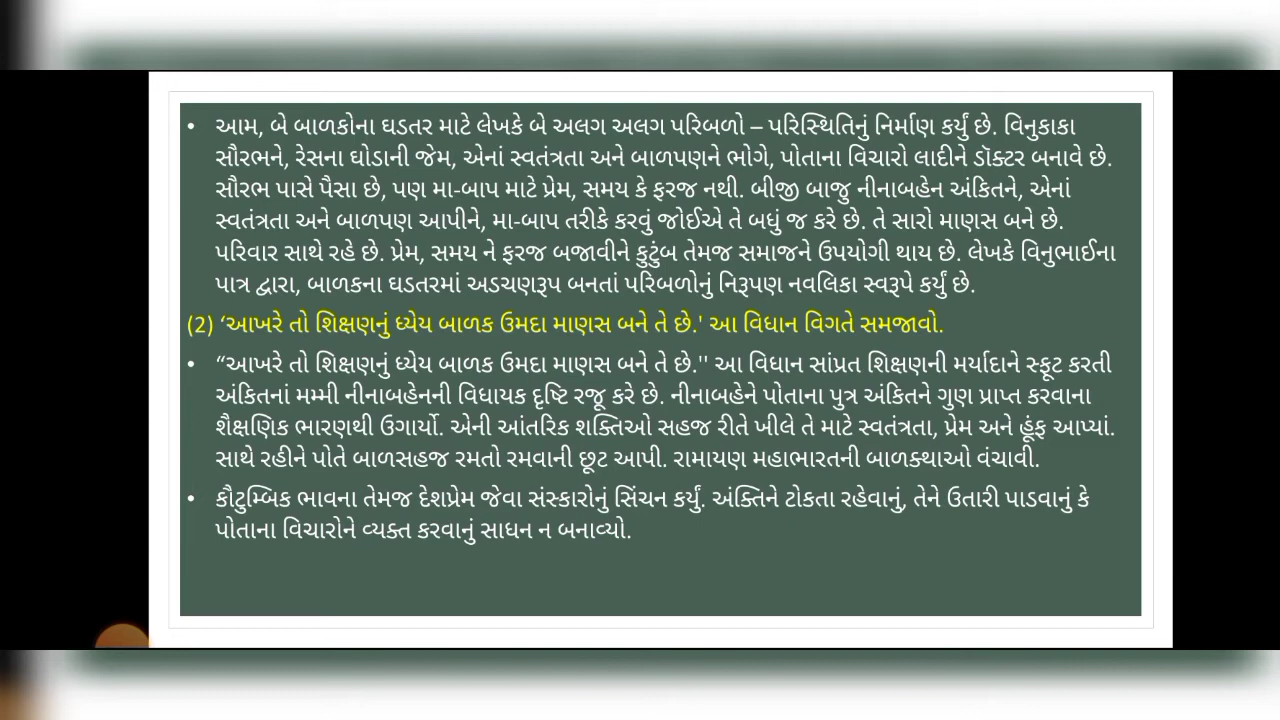 • આમ, બે બાળકોના ઘડતર માટે લેખકે બે અલગ અલગ પરિબળો – પરિસ્થિતિનું નિર્માણ કર્યું છે. વિનુકાકા
સૌરભને, રેસના ઘોડાની જેમ, એનાં સ્વતંત્રતા અને બાળપણને ભોગે, પોતાના વિચારો લાદીને ડૉક્ટર બનાવે છે.
સૌરભ પાસે પૈસા છે, પણ મા-બાપ માટે પ્રેમ, સમય કે ફરજ નથી. બીજી બાજુ નીનાબહેન અંકિતને, એનાં
સ્વતંત્રતા અને બાળપણ આપીને, મા-બાપ તરીકે કરવું જોઈએ તે બધું જ કરે છે. તે સારો માણસ બને છે.
પરિવાર સાથે રહે છે. પ્રેમ, સમય ને ફરજ બજાવીને કુટુંબ તેમજ સમાજને ઉપયોગી થાય છે. લેખકે વિનુભાઈના
પાત્ર દ્વારા, બાળકના ઘડતરમાં અડચણરૂપ બનતાં પરિબળોનું નિરૂપણ નવલિકા સ્વરૂપે કર્યું છે.
(2) ‘આખરે તો શિક્ષણનું ધ્યેય બાળક ઉમદા માણસ બને તે છે.' આ વિધાન વિગતે સમજાવો.
• “આખરે તો શિક્ષણનું ધ્યેય બાળક ઉમદા માણસ બને તે છે.'' આ વિધાન સાંપ્રત શિક્ષણની મર્યાદાને સ્ફૂટ કરતી
અંકિતનાં મમ્મી નીનાબહેનની વિધાયક દૃષ્ટિ રજૂ કરે છે. નીનાબહેને પોતાના પુત્ર અંકિતને ગુણ પ્રાપ્ત કરવાના
શૈક્ષણિક ભારણથી ઉગાર્યો. એની આંતરિક શક્તિઓ સહજ રીતે ખીલે તે માટે સ્વતંત્રતા, પ્રેમ અને હૂંફ આપ્યાં.
સાથે રહીને પોતે બાળસહજ રમતો રમવાની છૂટ આપી. રામાયણ મહાભારતની બાળકથાઓ વંચાવી.
• કૌટુમ્બિક ભાવના તેમજ દેશપ્રેમ જેવા સંસ્કારોનું સિંચન કર્યું. અંક્તિને ટોકતા રહેવાનું, તેને ઉતારી પાડવાનું કે
પોતાના વિચારોને વ્યક્ત કરવાનું સાધન ન બનાવ્યો.